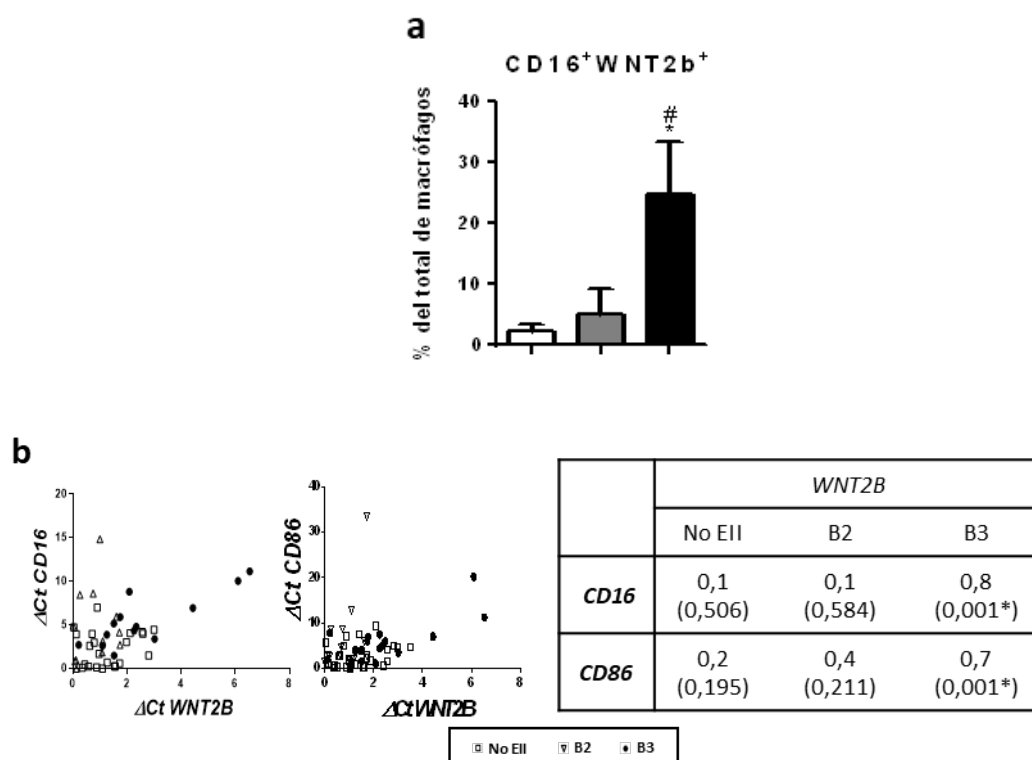 a
CD16+WNT2b+
% del total de macrófagos
40
30
20
10
0
#
*
b
ΔCt CD16
20
15
10
5
0
0 2 4 6 8
ΔCt WNT2B
ΔCt CD86
40
30
20
10
0
0 2 4 6 8
ΔCt WNT2B
WNT2B
No EII B2 B3
CD16 0,1 0,1 0,8
(0,506) (0,584) (0,001*)
CD86 0,2 0,4 0,7
(0,195) (0,211) (0,001*)
No EII B2 B3